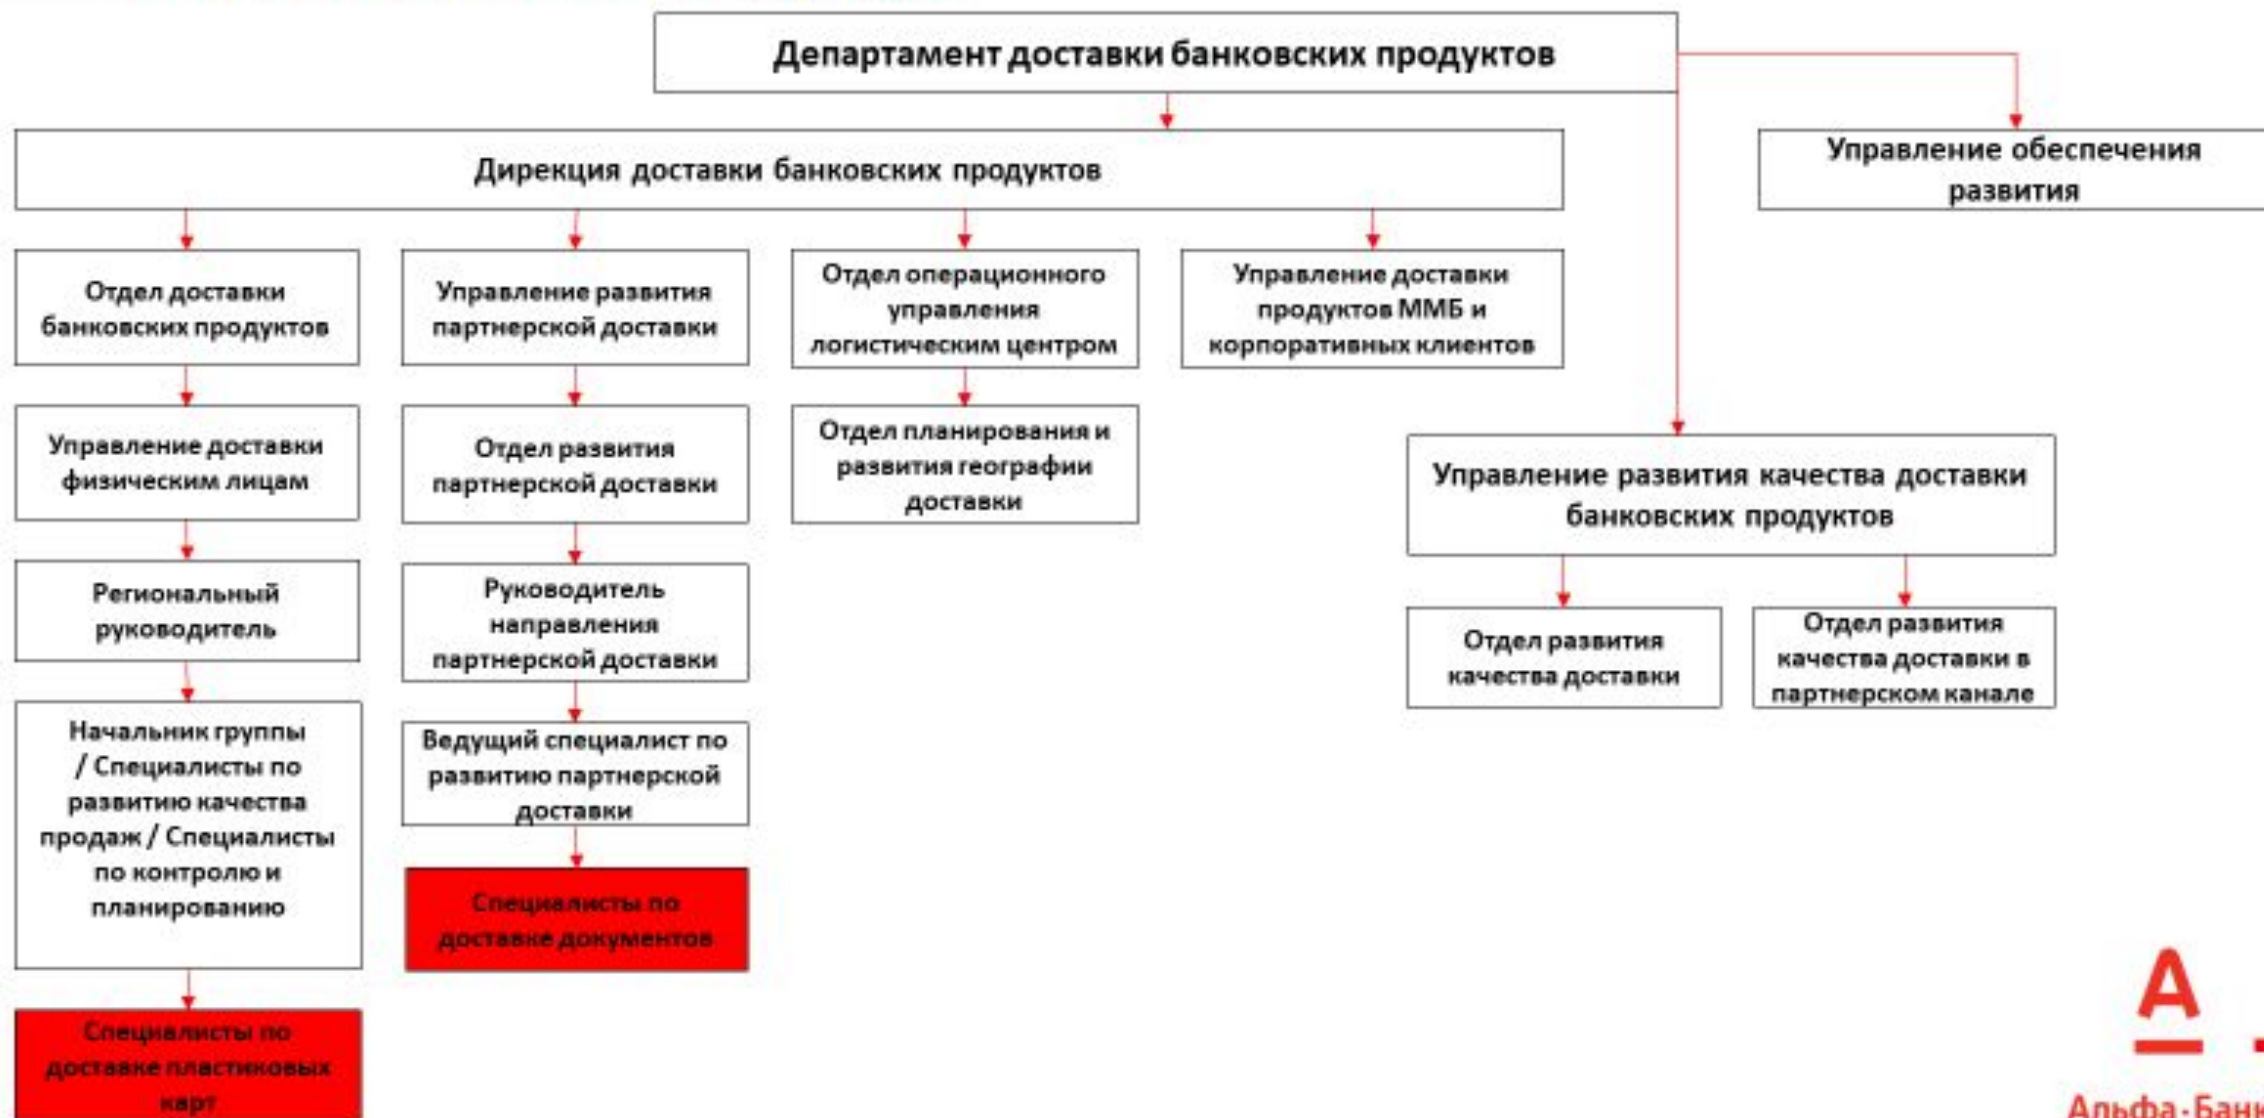 Департамент доставки банковских продуктов
Дирекция доставки банковских продуктов
Управление обеспечения
развития
Отдел доставки
банковских продуктов
Управление развития
партнерской доставки
Отдел операционного
управления
логистическим центром
Управление доставки
продуктов ММБ и
корпоративных клиентов
Управление доставки
физическим лицам
Отдел развития
партнерской доставки
Отдел планирования и
развития географии
доставки
Управление развития качества доставки
банковских продуктов
Региональный
руководитель
Руководитель
направления
партнерской доставки
Отдел развития
качества доставки
Отдел развития
качества доставки в
партнерском канале
Начальник группы
/ Специалисты по
развитию качества
продаж / Специалисты
по контролю и
планированию
Ведущий специалист по
развитию партнерской
доставки
Специалисты по
доставке документов
Специалисты по
доставке пластиковых
карт
А
Альфа·Банк